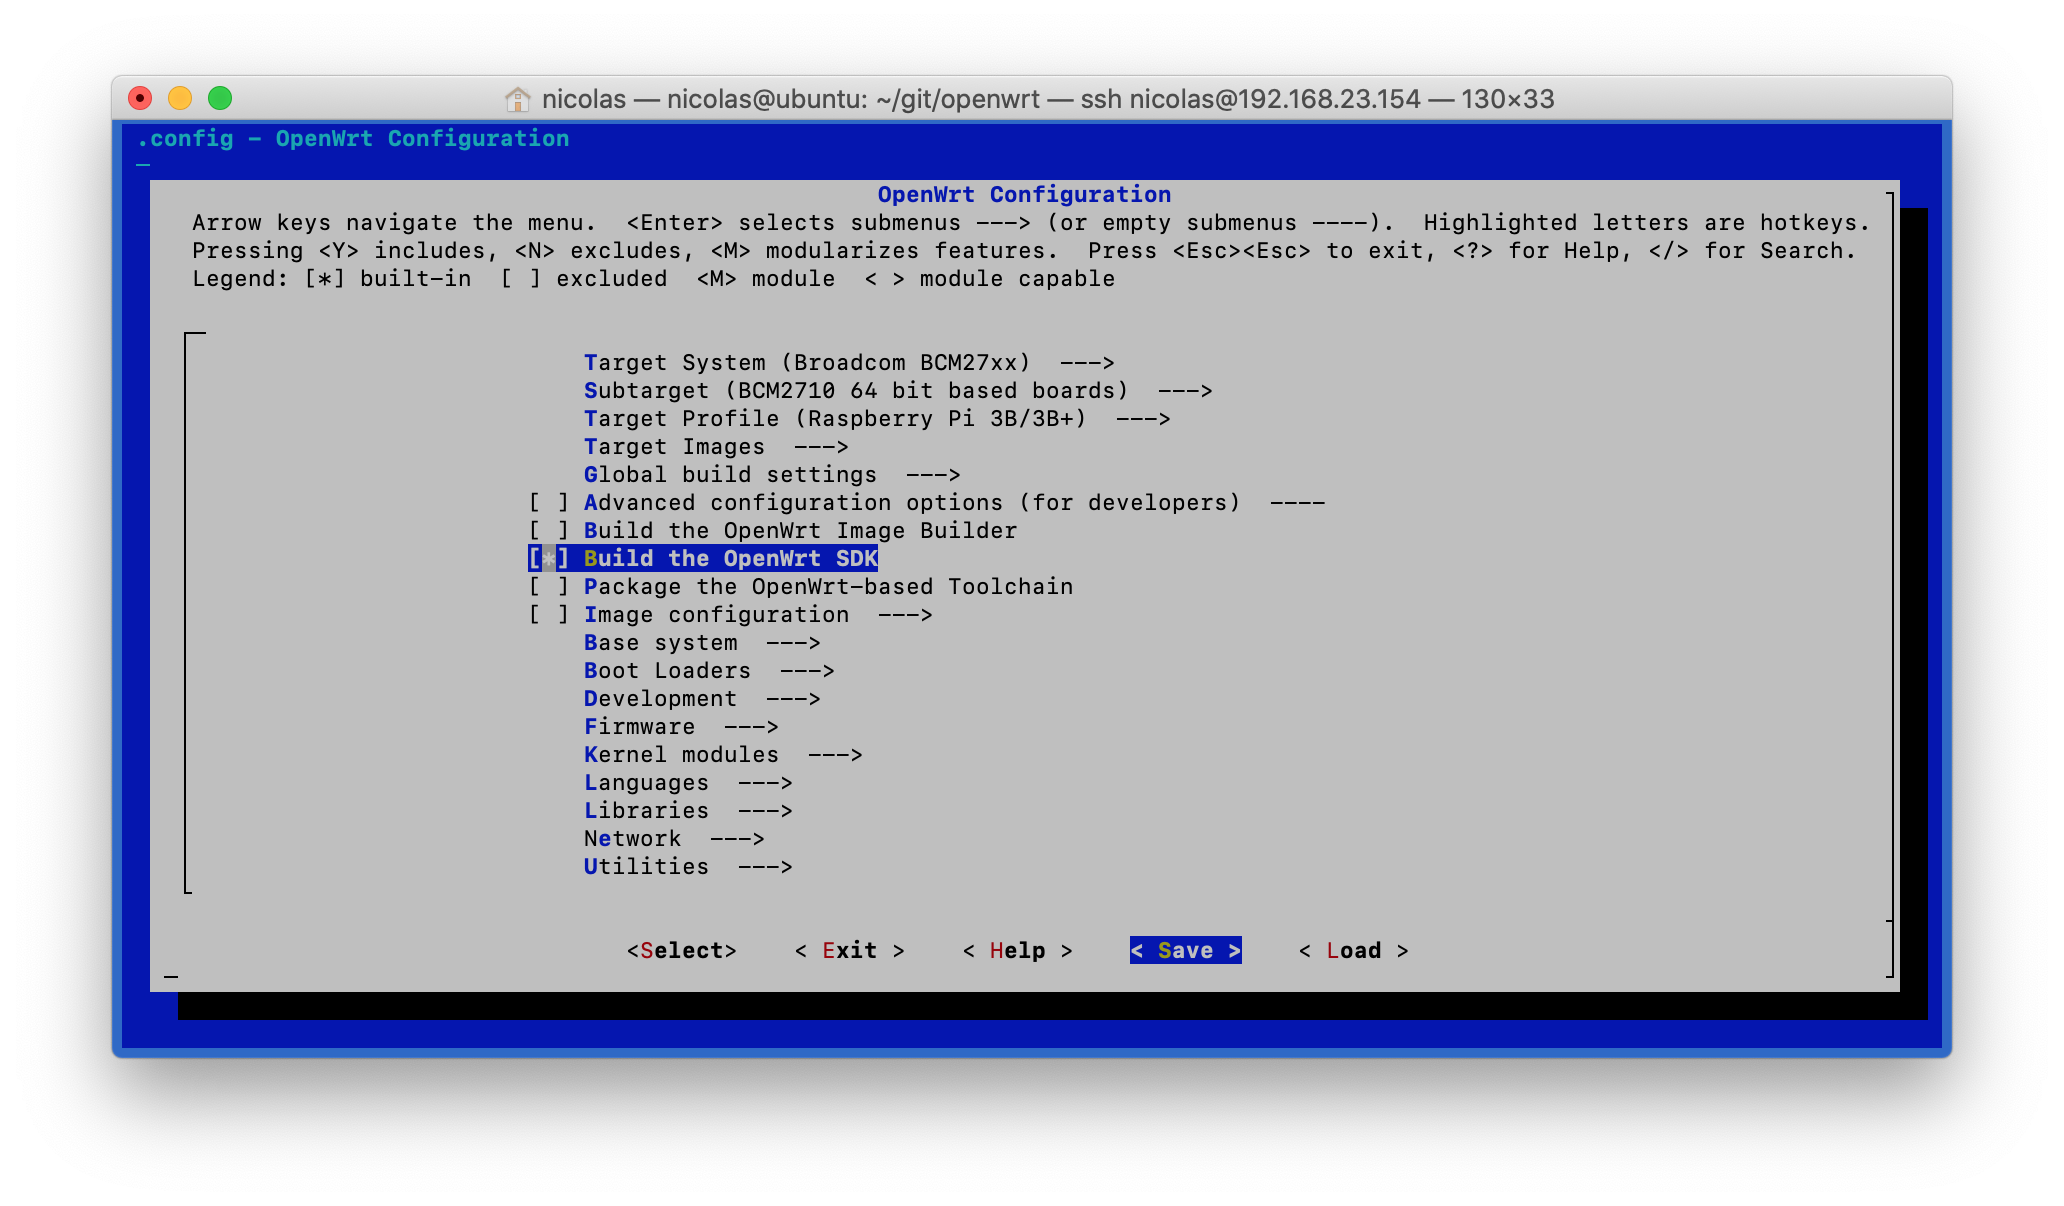 nicolas — nicolas@ubuntu: ~/git/openwrt — ssh nicolas@192.168.23.154 — 130×33
.config - OpenWrt Configuration
OpenWrt Configuration
Arrow keys navigate the menu.  <Enter> selects submenus ---> (or empty submenus ----).  Highlighted letters are hotkeys.
Pressing <Y> includes, <N> excludes, <M> modularizes features.  Press <Esc><Esc> to exit, <?> for Help, </> for Search.
Legend: [*] built-in  [ ] excluded  <M> module  < > module capable
Target System (Broadcom BCM27xx)  --->
Subtarget (BCM2710 64 bit based boards)  --->
Target Profile (Raspberry Pi 3B/3B+)  --->
Target Images  --->
Global build settings  --->
[ ] Advanced configuration options (for developers)  ----
[ ] Build the OpenWrt Image Builder
[*] Build the OpenWrt SDK
[ ] Package the OpenWrt-based Toolchain
[ ] Image configuration  --->
Base system  --->
Boot Loaders  --->
Development  --->
Firmware  --->
Kernel modules  --->
Languages  --->
Libraries  --->
Network  --->
Utilities  --->
<Select>    < Exit >    < Help >    < Save >    < Load >